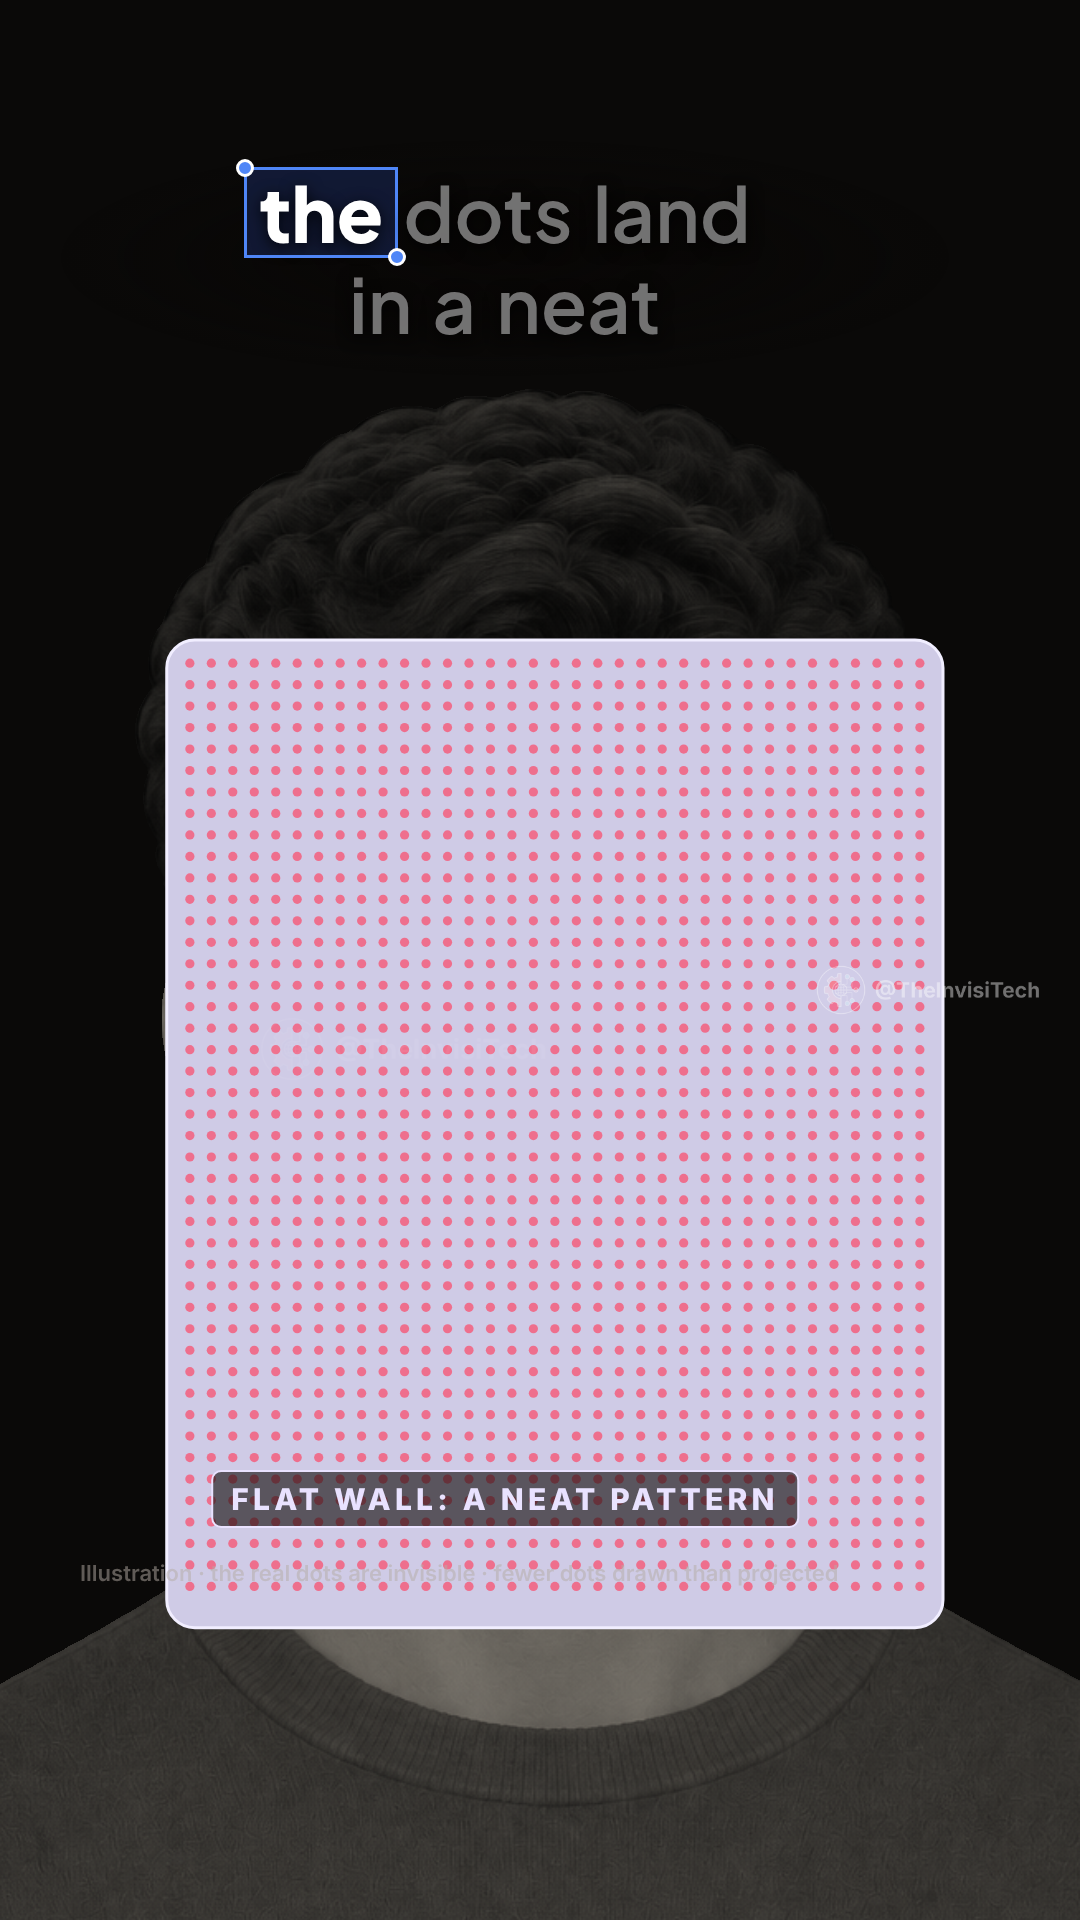 the dots land
in a neat
@TheInvisiTech
FLAT WALL: A NEAT PATTERN
Illustration · the real dots are invisible · fewer dots drawn than projected